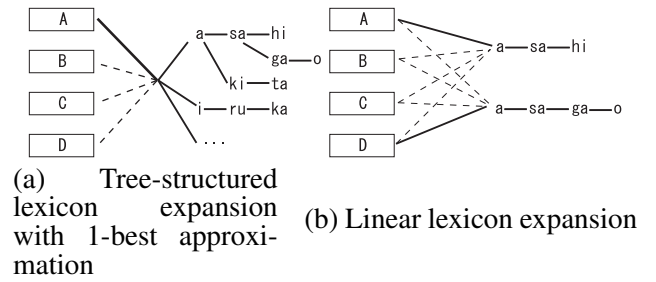 A
B
C
D
a sa hi
ga o
ki ta
i ru ka
...
(a) Tree-structured
lexicon expansion
with 1-best approxi-
mation
A
B
C
D
a sa hi
a sa ga o
(b) Linear lexicon expansion